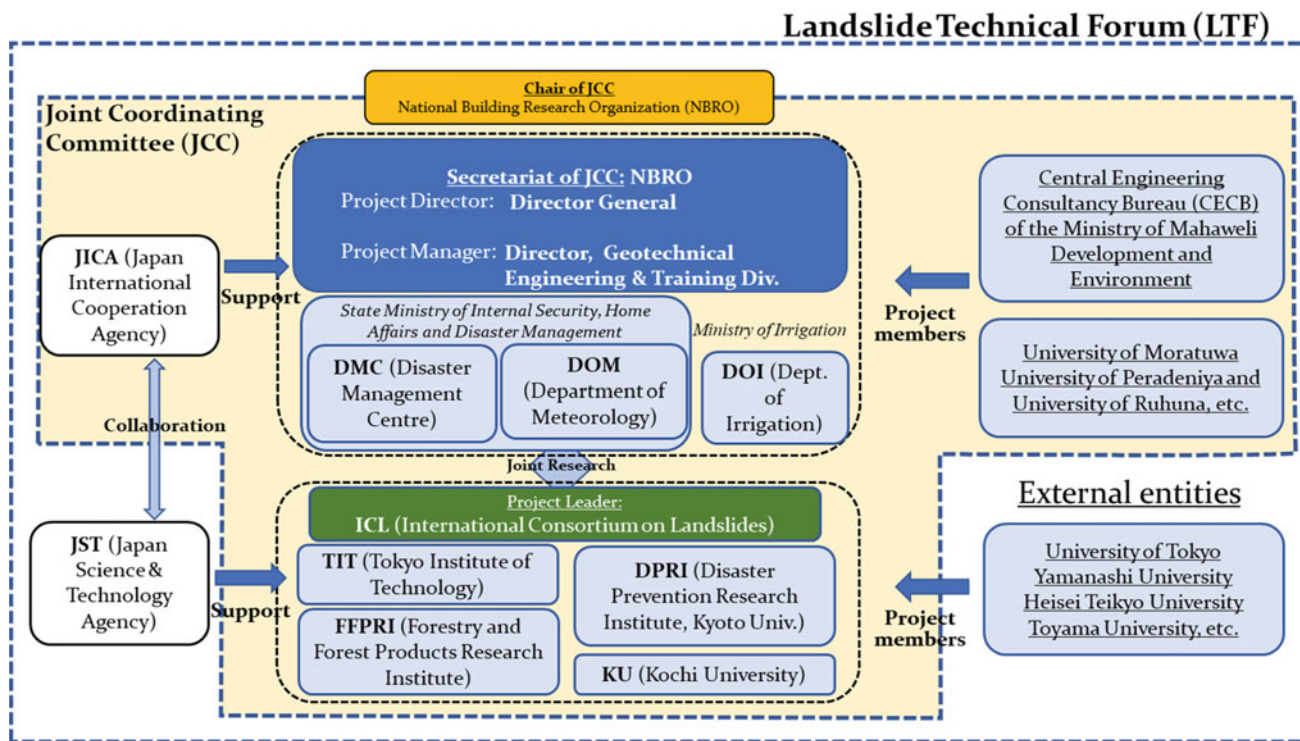 Landslide Technical Forum (LTF)
Chair of JCC
National Building Research Organization (NBRO)
Joint Coordinating
Committee (JCC)
Secretariat of JCC: NBRO
Project Director: Director General
Project Manager: Director, Geotechnical
Engineering & Training Div.
JICA (Japan
International
Cooperation
Agency)
Support
State Ministry of Internal Security, Home
Affairs and Disaster Management
DMC (Disaster
Management
Centre)
DOM
(Department of
Meteorology)
Ministry of Irrigation
DOI (Dept.
of
Irrigation)
Central Engineering
Consultancy Bureau (CECB)
of the Ministry of Mahaweli
Development and
Environment
Project
members
University of Moratuwa
University of Peradeniya and
University of Ruhuna, etc.
Collaboration
Joint Research
JST (Japan
Science &
Technology
Agency)
Support
Project Leader:
ICL (International Consortium on Landslides)
TIT (Tokyo Institute of
Technology)
FFPRI (Forestry and
Forest Products Research
Institute)
DPRI (Disaster
Prevention Research
Institute, Kyoto Univ.)
KU (Kochi University)
Project
members
External entities
University of Tokyo
Yamanashi University
Heisei Teikyo University
Toyama University, etc.